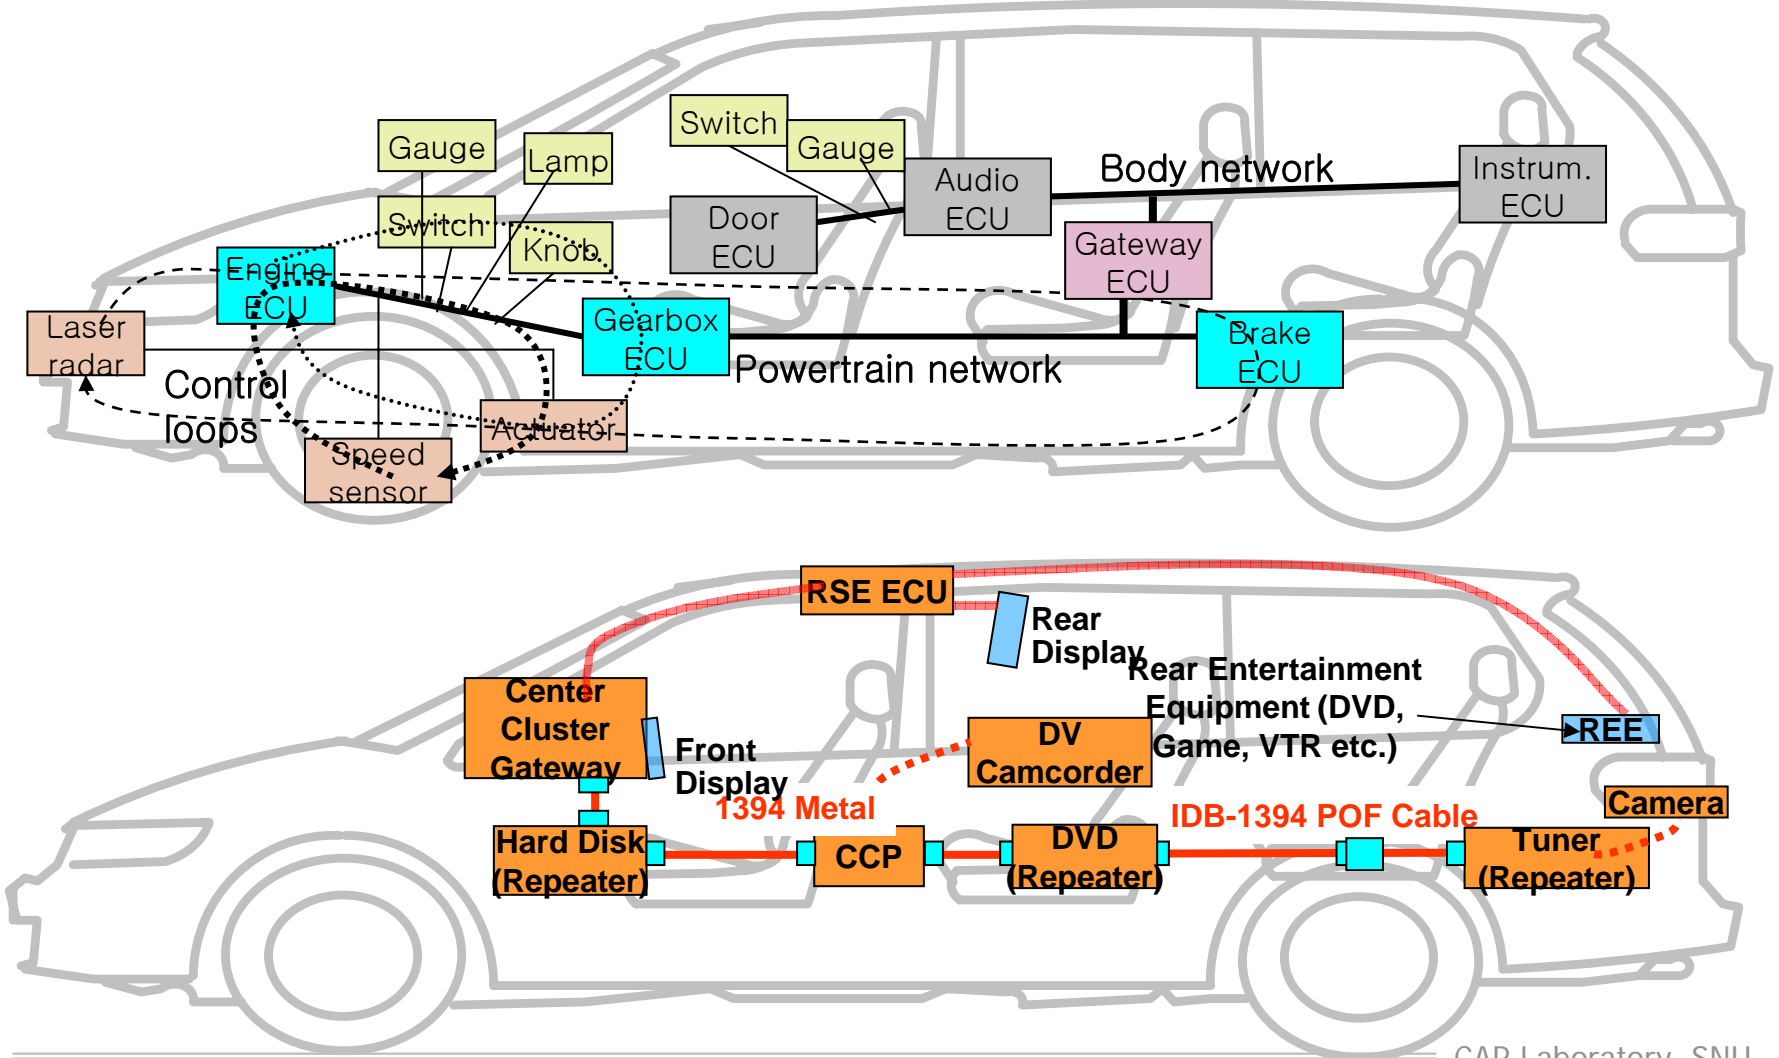 Switch
Gauge
Gauge
Lamp
Switch
Knob
Door
ECU
Audio
ECU
Body network
Instrum.
ECU
Gateway
ECU
Engine
ECU
Laser
radar
Gearbox
ECU
Powertrain network
Brake
ECU
Control
loops
Actuator
Speed
sensor
RSE ECU
Rear
Display
Rear Entertainment
Equipment (DVD,
Game, VTR etc.)
REE
Center
Cluster
Gateway
Front
Display
DV
Camcorder
1394 Metal
IDB-1394 POF Cable
Camera
Hard Disk
(Repeater)
CCP
DVD
(Repeater)
Tuner
(Repeater)
CAP Laboratory, SNU